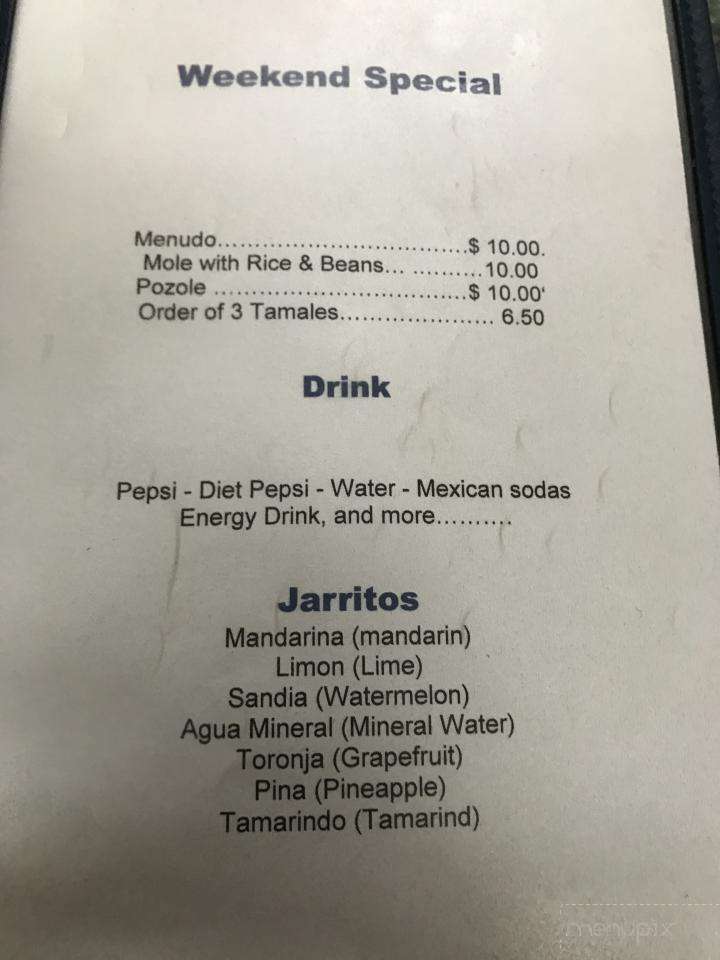 Weekend Special
Menudo..................................$ 10.00.
Mole with Rice & Beans... ..........10.00
Pozole ..................................$ 10.00'
Order of 3 Tamales..................... 6.50
Drink
Pepsi - Diet Pepsi - Water - Mexican sodas
Energy Drink, and more..........
Jarritos
Mandarina (mandarin)
Limon (Lime)
Sandia (Watermelon)
Agua Mineral (Mineral Water)
Toronja (Grapefruit)
Pina (Pineapple)
Tamarindo (Tamarind)
menupix